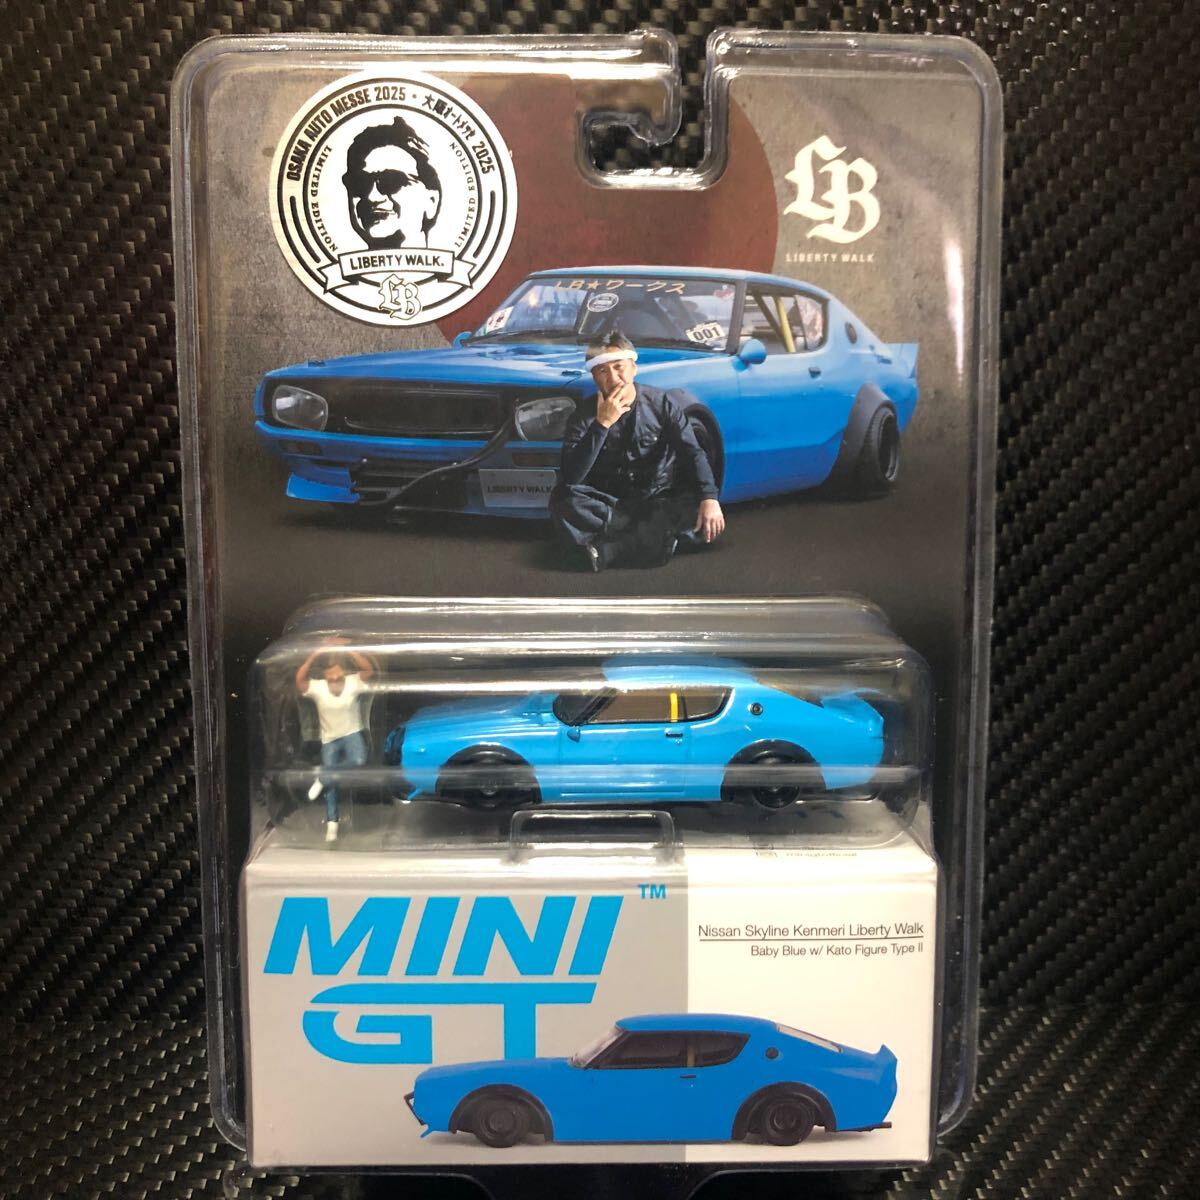 OSAKA AUTO MESSE 2025 • 大阪オートメッセ 2025
LIMITED EDITION
LIMITED EDITION
LIBERTY WALK.
LB
LB
LIBERTY WALK
LB★ワークス
001
LIBERTY WALK
MINI GT™
Nissan Skyline Kenmeri Liberty Walk
Baby Blue w/ Kato Figure Type II